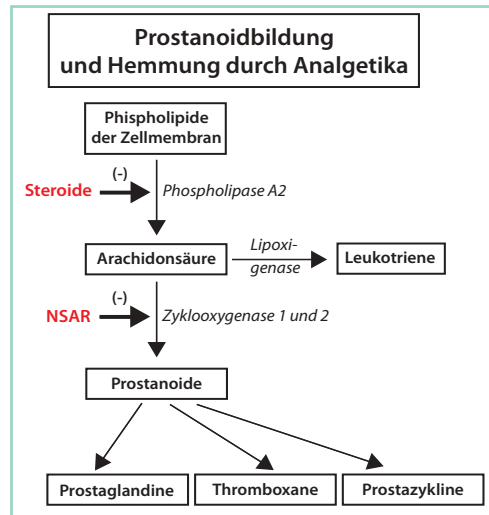 Prostanoidbildung
und Hemmung durch Analgetika
Phispholipide
der Zellmembran
(-)
Steroide
Phospholipase A2
Arachidonsäure
Lipoxi-
genase
Leukotriene
(-)
NSAR
Zyklooxygenase 1 und 2
Prostanoide
Prostaglandine
Thromboxane
Prostazykline